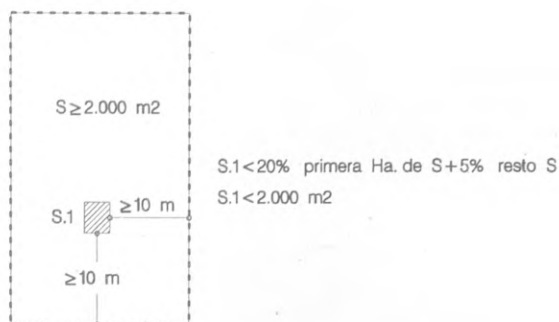 S≥2.000 m2
S.1<20% primera Ha. de S+5% resto S
S.1<2.000 m2
S.1
≥10 m
≥10 m